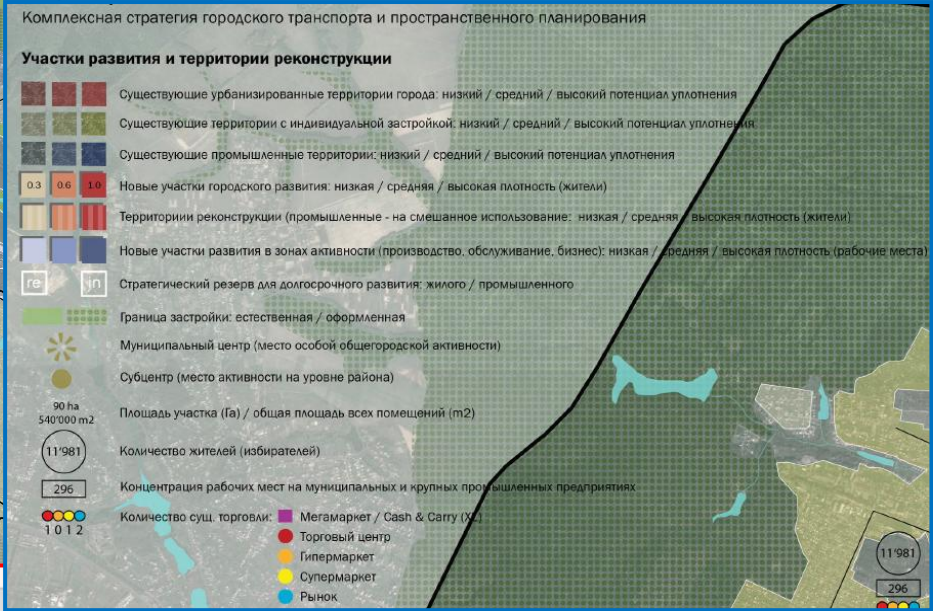 Комплексная стратегия городского транспорта и пространственного планирования
Участки развития и территории реконструкции
Существующие урбанизированные территории города: низкий / средний / высокий потенциал уплотнения
Существующие территории с индивидуальной застройкой: низкий / средний / высокий потенциал уплотнения
Существующие промышленные территории: низкий / средний / высокий потенциал уплотнения
0.3 0.6 1.0 Новые участки городского развития: низкая / средняя / высокая плотность (жители)
Территориии реконструкции (промышленные - на смешанное использование: низкая / средняя / высокая плотность (жители)
Новые участки развития в зонах активности (производство, обслуживание, бизнес): низкая / средняя / высокая плотность (рабочие места)
re in Стратегический резерв для долгосрочного развития: жилого / промышленного
Граница застройки: естественная / оформленная
Муниципальный центр (место особой общегородской активности)
Субцентр (место активности на уровне района)
90 ha
540'000 m2
Площадь участка (Га) / общая площадь всех помещений (m2)
11'981 Количество жителей (избирателей)
296 Концентрация рабочих мест на муниципальных и крупных промышленных предприятиях
1 0 1 2 Количество сущ. торговли: Мегамаркет / Cash & Carry (XL)
Торговый центр
Гипермаркет
Супермаркет
Рынок
11'981
296